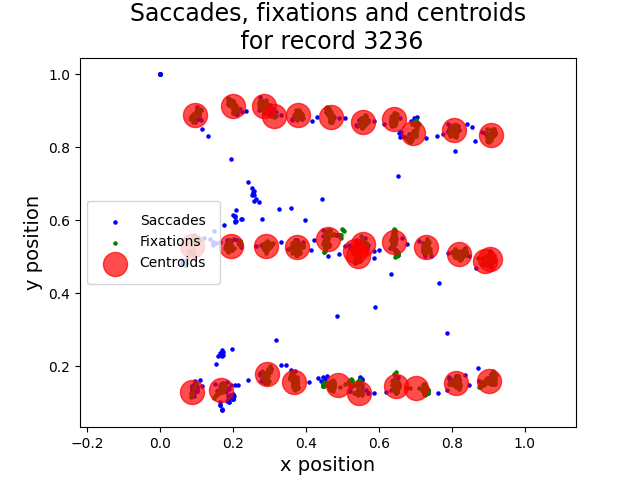 Saccades, fixations and centroids
for record 3236
1.0
0.8
0.6
0.4
0.2
y position
Saccades
Fixations
Centroids
−0.2
0.0
0.2
0.4
0.6
0.8
1.0
x position